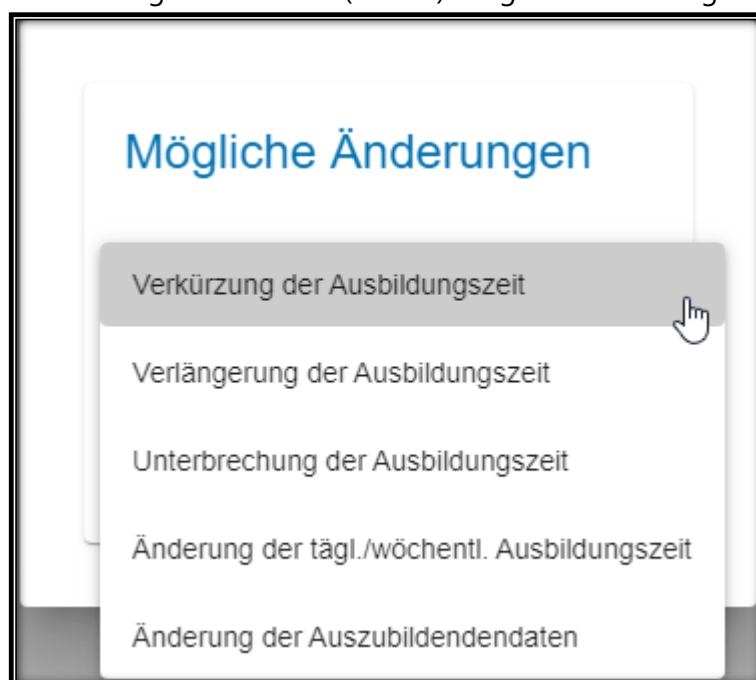 Mögliche Änderungen
Verkürzung der Ausbildungszeit
Verlängerung der Ausbildungszeit
Unterbrechung der Ausbildungszeit
Änderung der tägl./wöchentl. Ausbildungszeit
Änderung der Auszubildendendaten